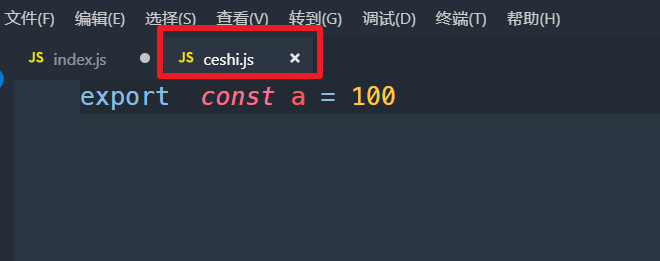 文件(F) 编辑(E) 选择(S) 查看(V) 转到(G) 调试(D) 终端(T) 帮助(H)
JS index.js ● JS ceshi.js ×
export  const a = 100